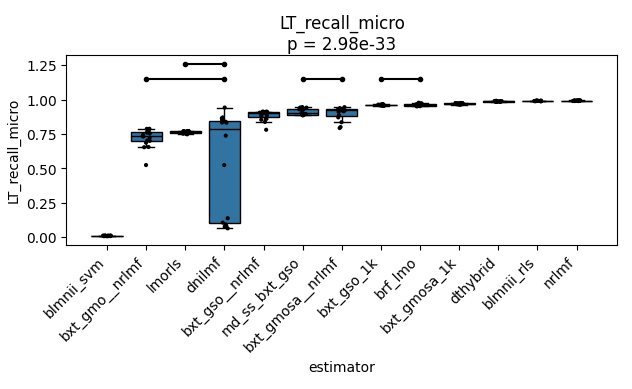 LT_recall_micro
p = 2.98e-33
LT_recall_micro
1.25
1.00
0.75
0.50
0.25
0.00
blmnii_svm
bxt_gmo__nrlmf
lmorls
dnilmf
bxt_gso__nrlmf
md_ss_bxt_gso
bxt_gmosa__nrlmf
bxt_gso_1k
brf_lmo
bxt_gmosa_1k
dthybrid
blmnii_rls
nrlmf
estimator